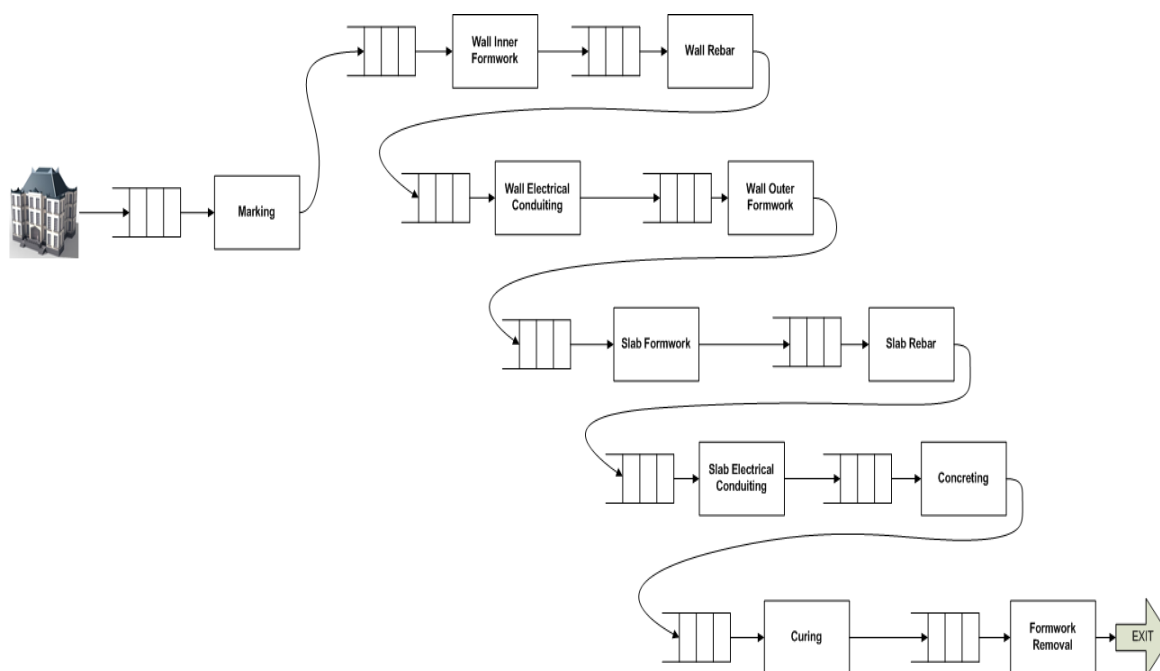 Wall Inner
Formwork
Wall Rebar
Marking
Wall Electrical
Conduiting
Wall Outer
Formwork
Slab Formwork
Slab Rebar
Slab Electrical
Conduiting
Concreting
Curing
Formwork
Removal
EXIT